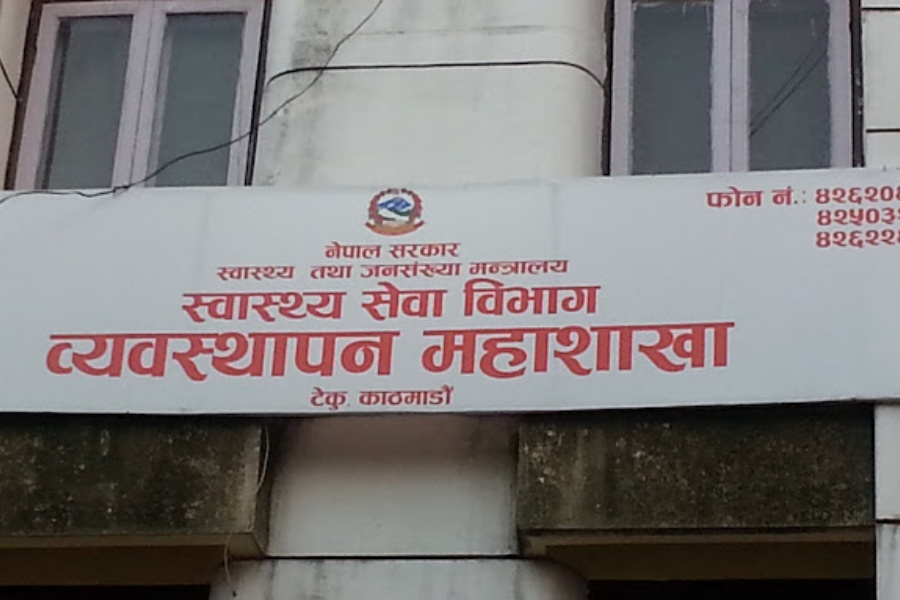 नेपाल सरकार
स्वास्थ्य तथा जनसंख्या मन्त्रालय
स्वास्थ्य सेवा विभाग
व्यवस्थापन महाशाखा
टेकु, काठमाडौं
फोन नं.: